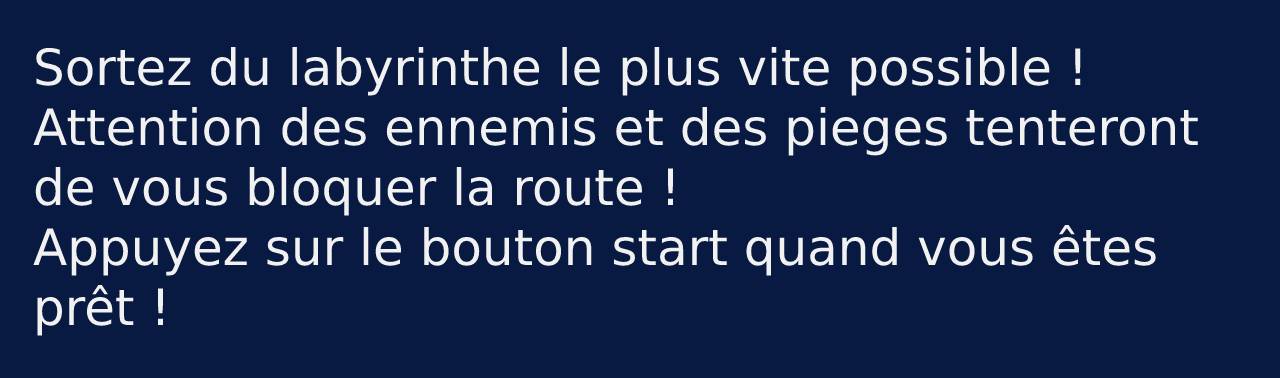 Sortez du labyrinthe le plus vite possible !
Attention des ennemis et des pieges tenteront
de vous bloquer la route !
Appuyez sur le bouton start quand vous êtes
prêt !